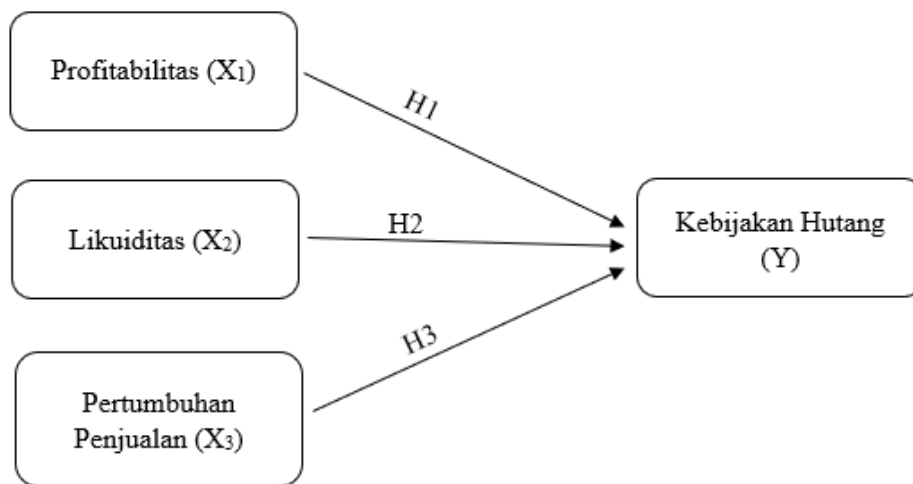 Profitabilitas (X₁)
H1
Likuiditas (X₂)
H2
Kebijakan Hutang
(Y)
H3
Pertumbuhan
Penjualan (X₃)